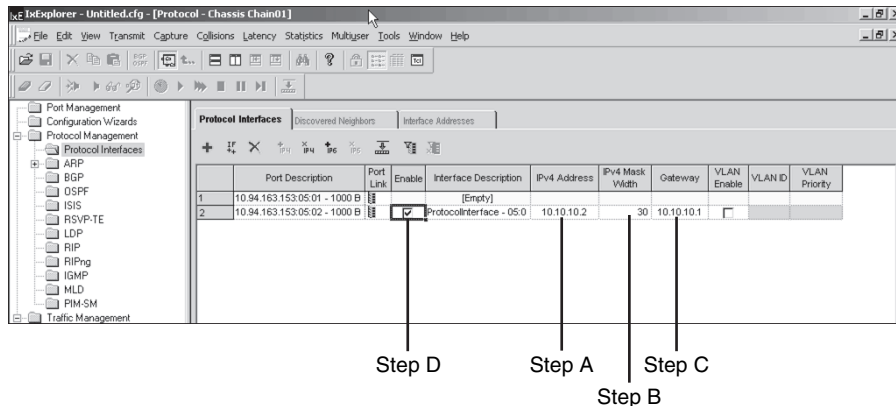 IxExplorer - Untitled.cfg - [Protocol - Chassis Chain01]
File Edit View Transmit Capture Collisions Latency Statistics Multiuser Tools Window Help
Port Management
Configuration Wizards
Protocol Management
Protocol Interfaces
ARP
BGP
OSPF
ISIS
RSVP-TE
LDP
RIP
RIPng
IGMP
MLD
PIM-SM
Traffic Management
Protocol Interfaces Discovered Neighbors Interface Addresses
Port Description Port Link Enable Interface Description IPv4 Address IPv4 Mask Width Gateway VLAN Enable VLAN ID VLAN Priority
1 10.94.163.153:05:01 - 1000 B [Empty]
2 10.94.163.153:05:02 - 1000 B ProtocolInterface - 05:0 10.10.10.2 30 10.10.10.1
Step D Step A Step C
Step B